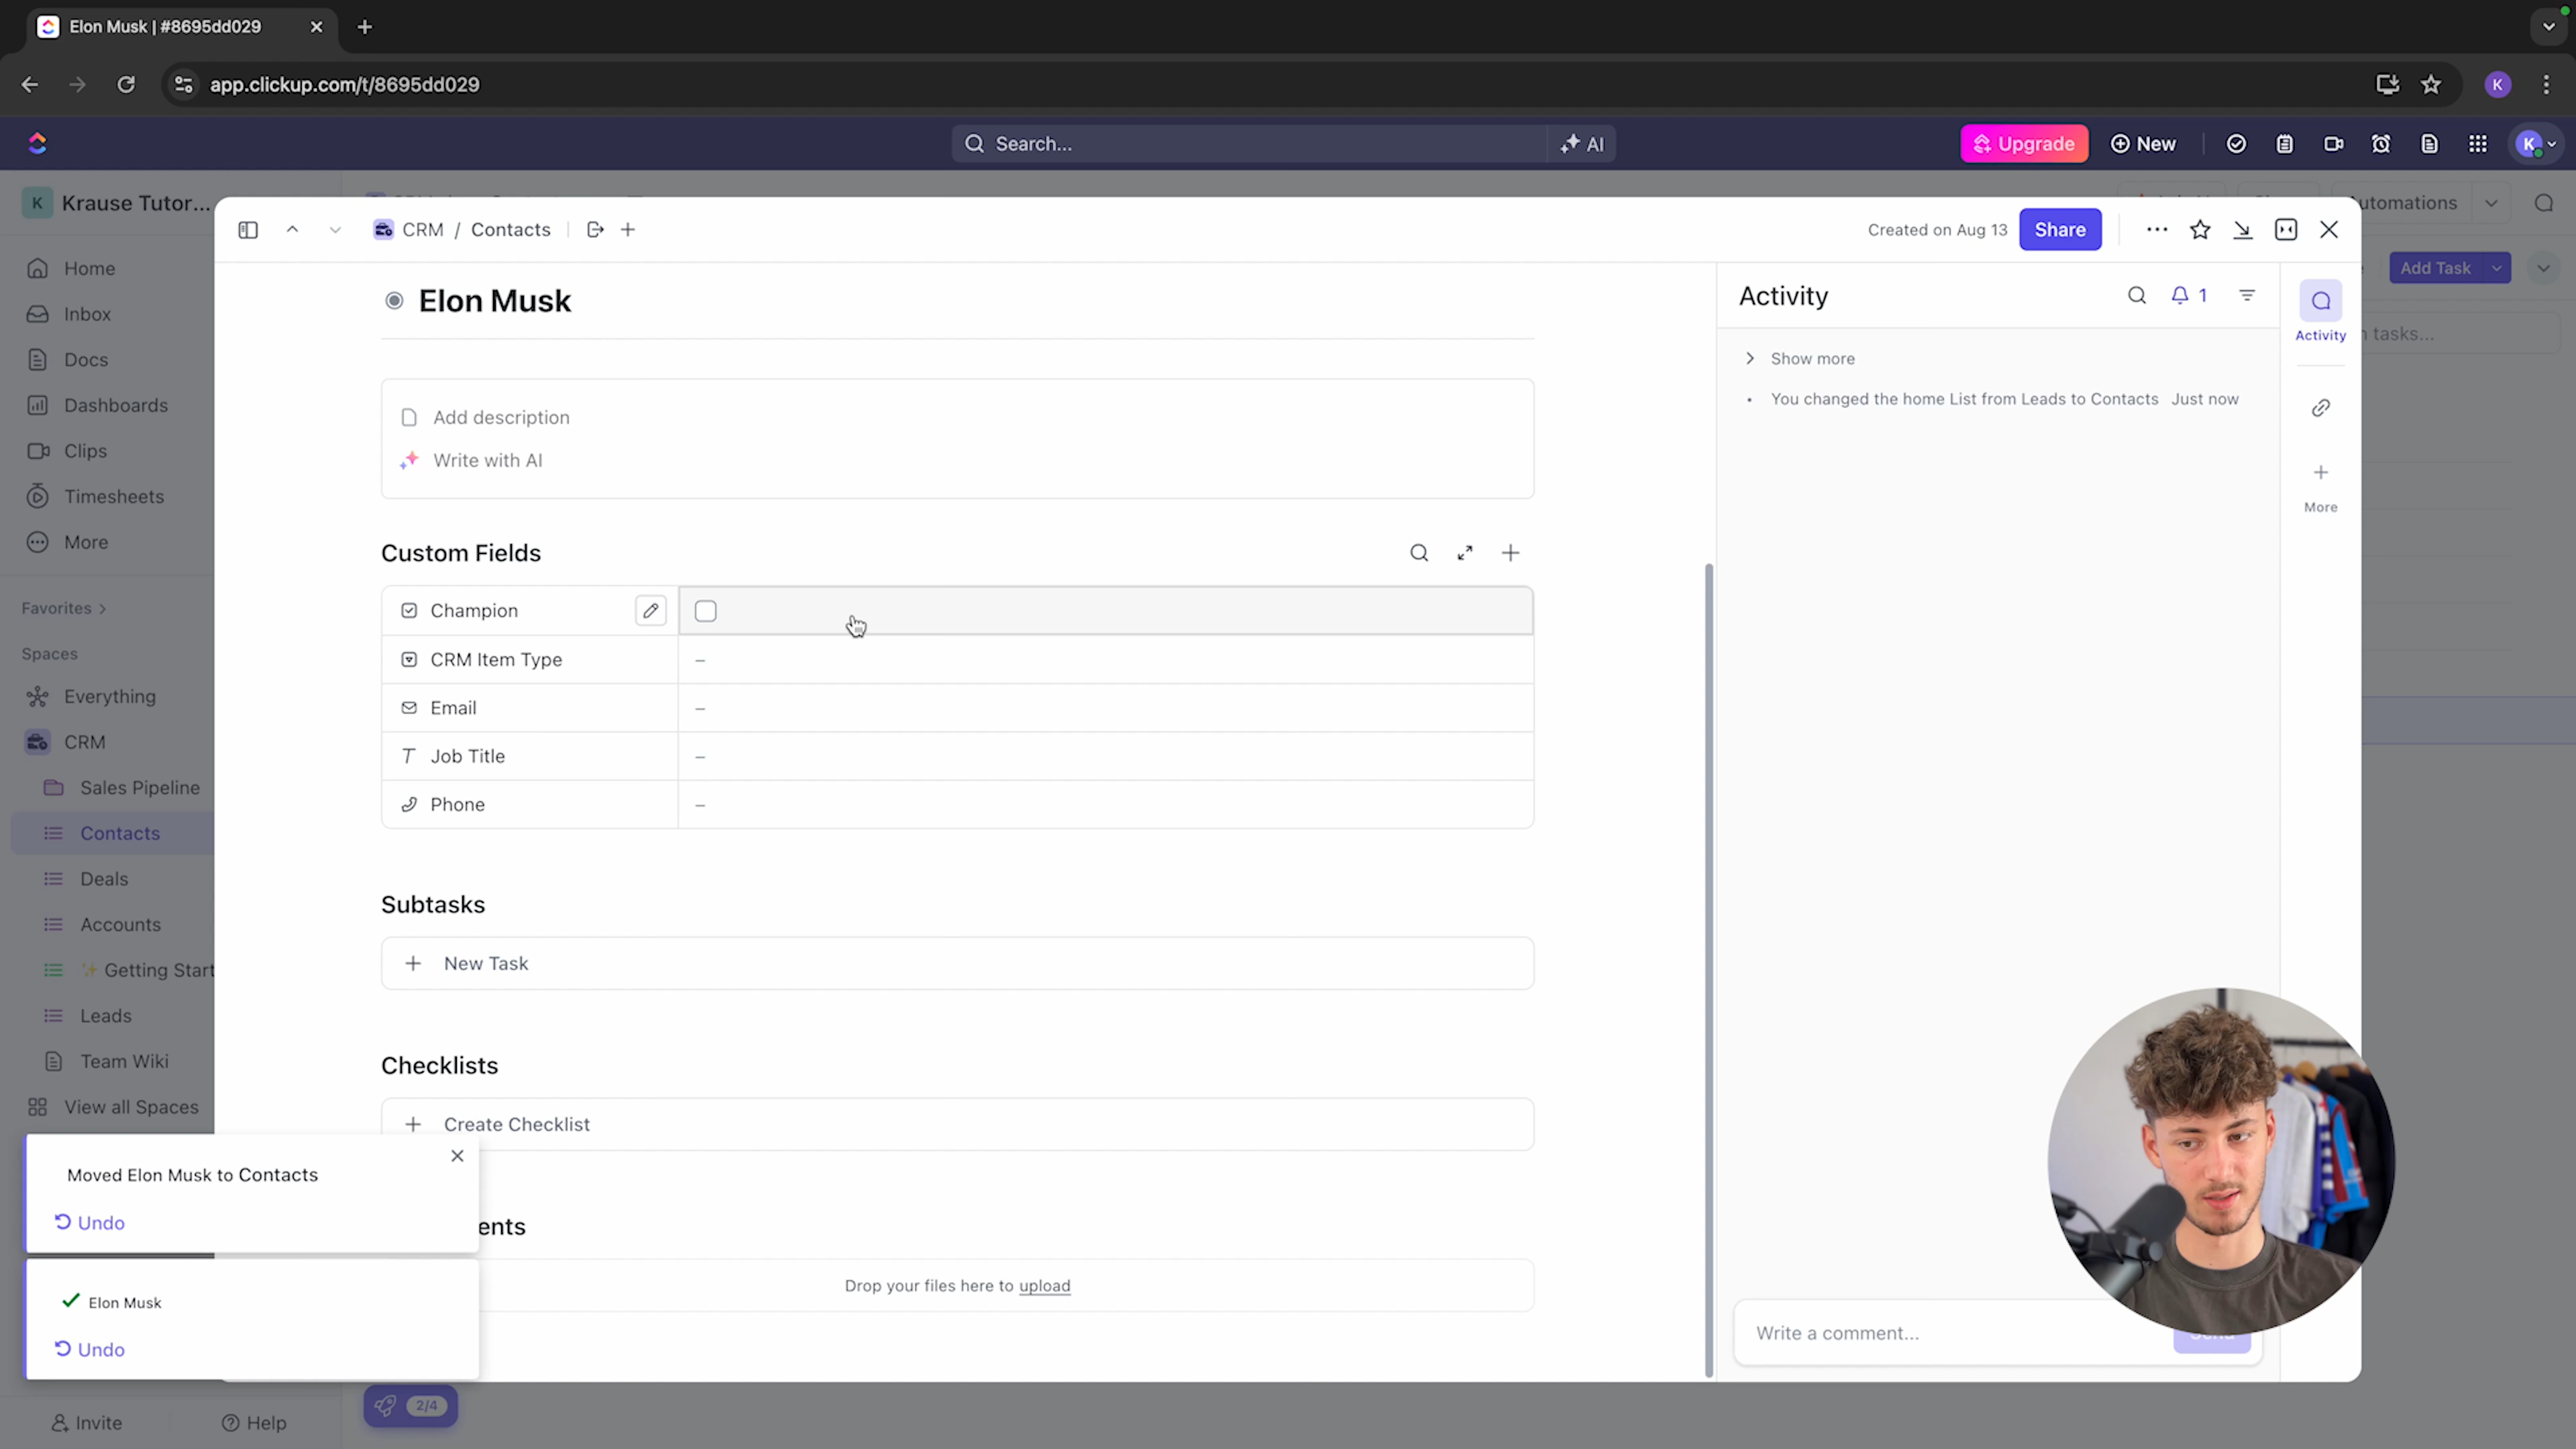 Elon Musk | #8695dd029
app.clickup.com/t/8695dd029
K
Search...
AI
Upgrade
New
K
K Krause Tutor...
CRM / Contacts
Created on Aug 13
Share
utomations
Home
Inbox
Docs
Dashboards
Clips
Timesheets
More
Favorites
Spaces
Everything
CRM
Sales Pipeline
Contacts
Deals
Accounts
Getting Start
Leads
Team Wiki
View all Spaces
Invite
Help
Elon Musk
Add description
Write with AI
Custom Fields
Champion
CRM Item Type –
Email –
Job Title –
Phone –
Subtasks
New Task
Checklists
Create Checklist
ents
Drop your files here to upload
Activity
1
Show more
• You changed the home List from Leads to Contacts Just now
Write a comment...
Activity
More
Add Task
tasks...
Moved Elon Musk to Contacts
Undo
Elon Musk
Undo
2/4